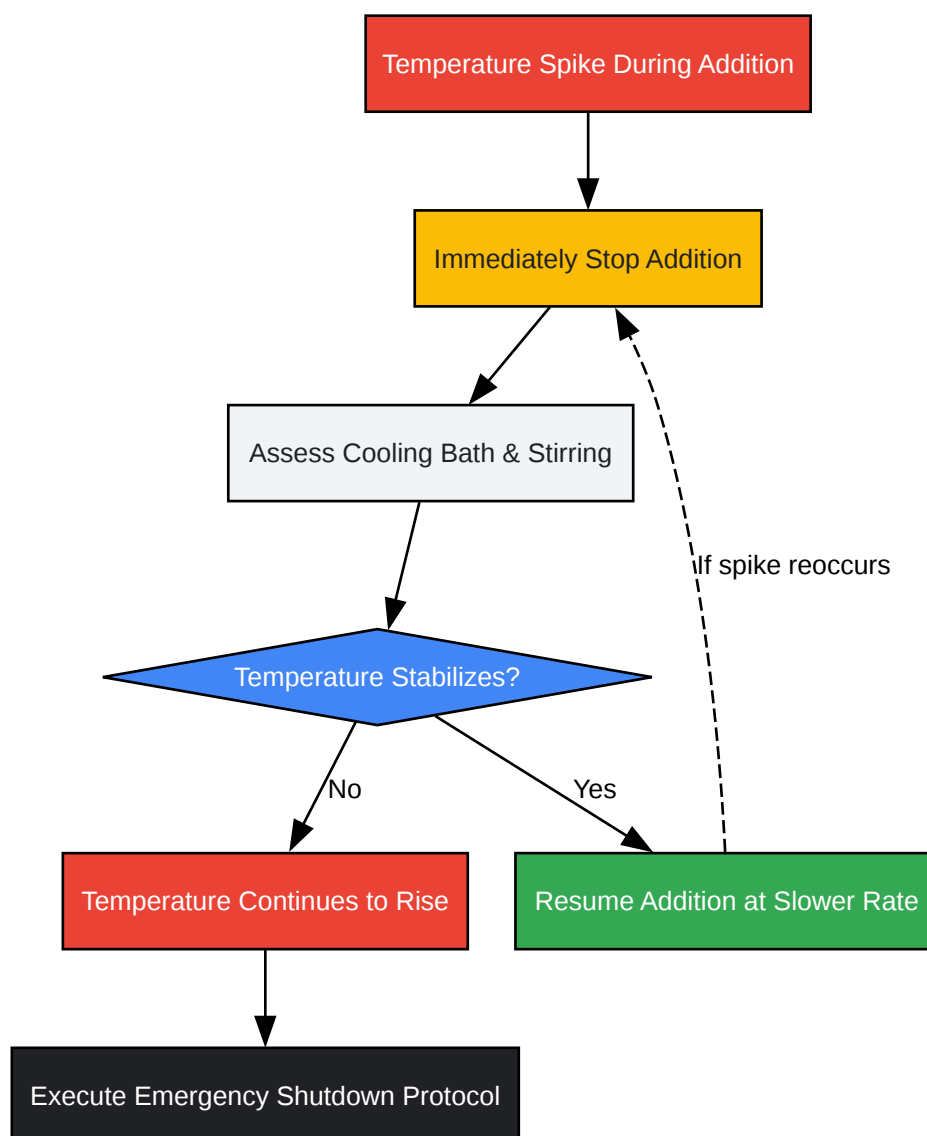 Temperature Spike During Addition
Immediately Stop Addition
Assess Cooling Bath & Stirring
If spike reoccurs
Temperature Stabilizes?
No
Yes
Temperature Continues to Rise
Resume Addition at Slower Rate
Execute Emergency Shutdown Protocol